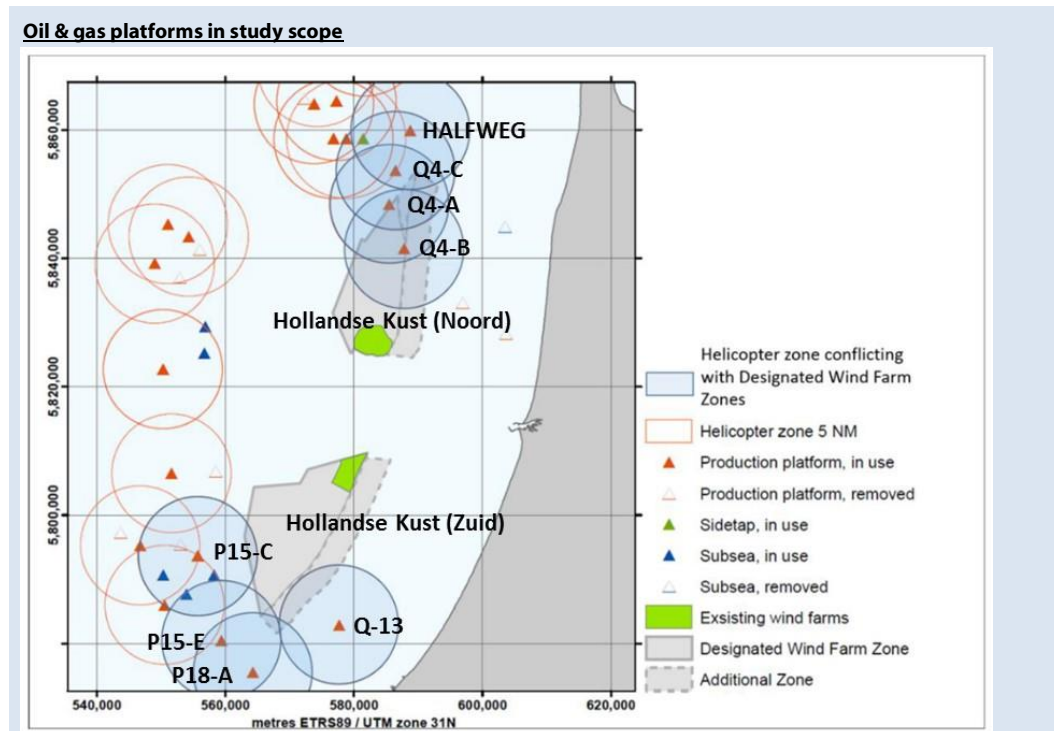 Oil & gas platforms in study scope
5,860,000
5,840,000
5,820,000
5,800,000
HALFWEG
Q4-C
Q4-A
Q4-B
Hollandse Kust (Noord)
Hollandse Kust (Zuid)
P15-C
P15-E
Q-13
P18-A
540,000
560,000
580,000
600,000
620,000
metres ETRS89 / UTM zone 31N
Helicopter zone conflicting
with Designated Wind Farm
Zones
Helicopter zone 5 NM
Production platform, in use
Production platform, removed
Sidetap, in use
Subsea, in use
Subsea, removed
Exsisting wind farms
Designated Wind Farm Zone
Additional Zone